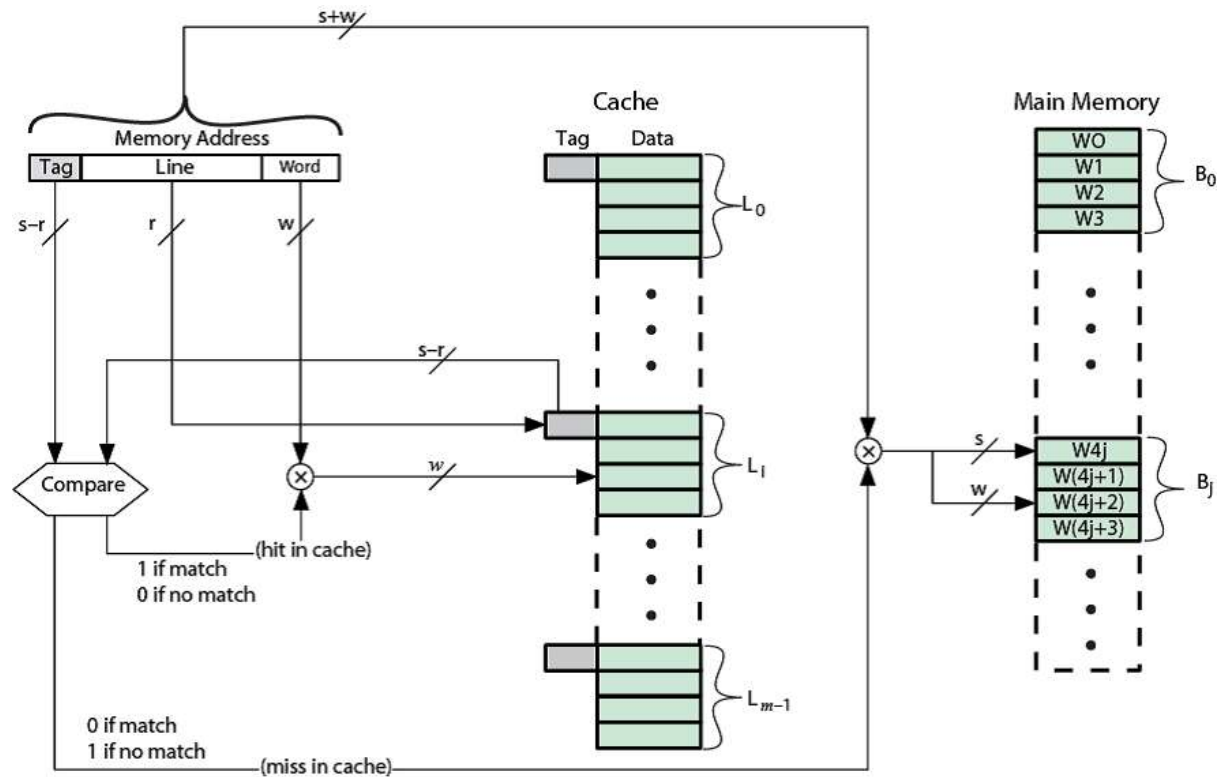 s+w
Cache
Main Memory
Memory Address
Tag Data
Tag Line Word
W0
W1
W2
W3
B0
L0
s–r
r
w
s–r
Compare
w
Li
s
w
W4j
W(4j+1)
W(4j+2)
W(4j+3)
Bj
(hit in cache)
1 if match
0 if no match
Lm–1
0 if match
1 if no match
(miss in cache)